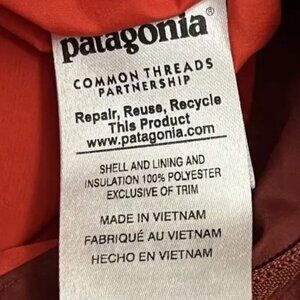 patagonia®
COMMON THREADS
PARTNERSHIP
Repair, Reuse, Recycle
This Product
www.patagonia.com
SHELL AND LINING AND
INSULATION 100% POLYESTER
EXCLUSIVE OF TRIM
MADE IN VIETNAM
FABRIQUÉ AU VIETNAM
HECHO EN VIETNAM